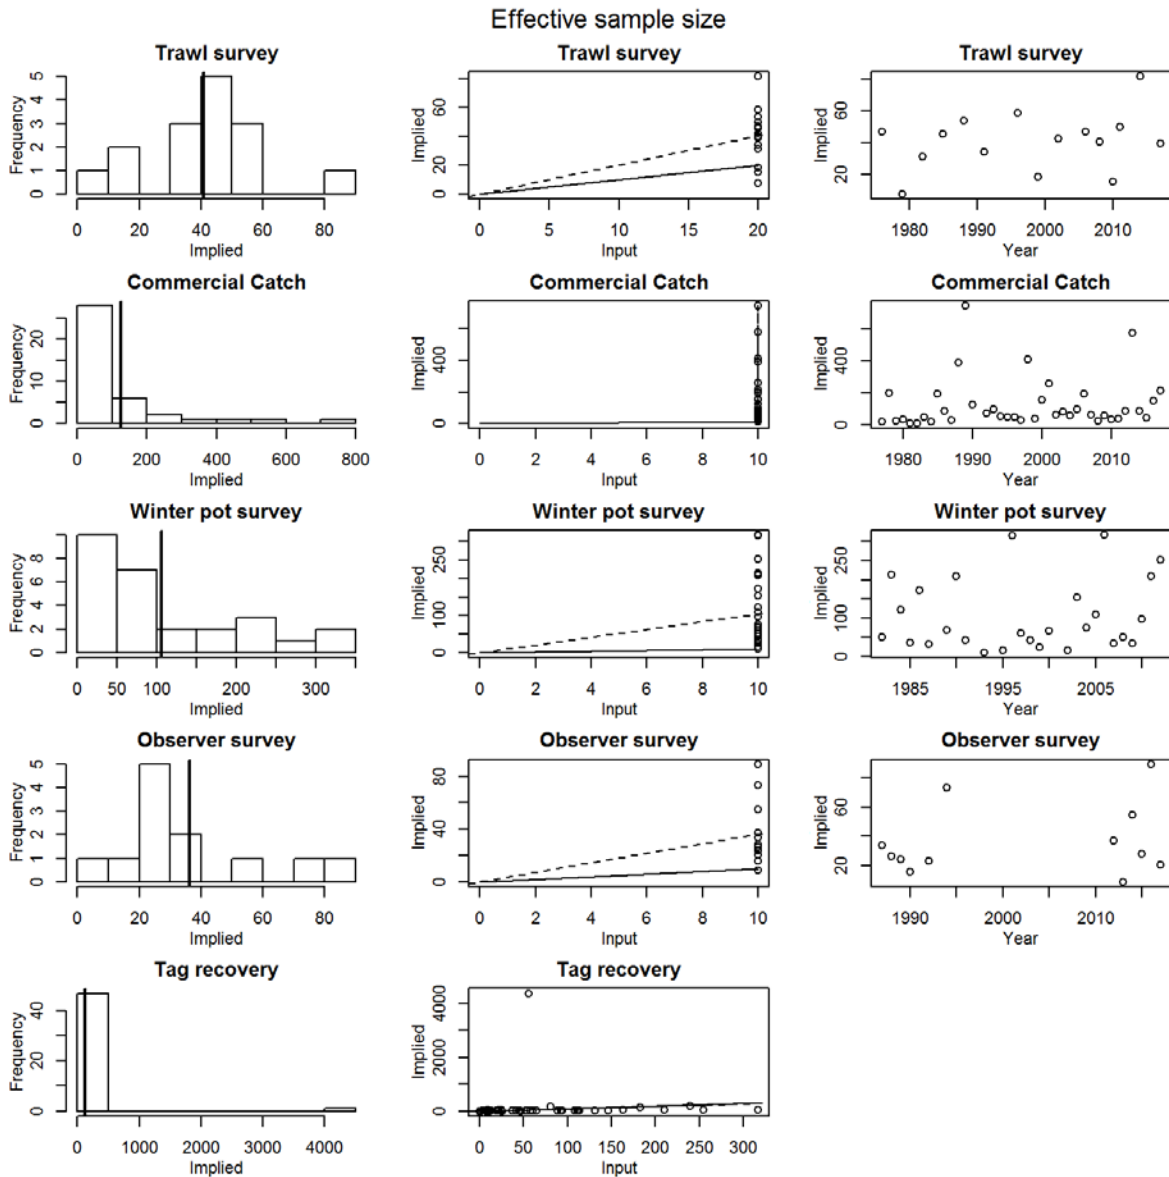 Effective sample size
Trawl survey
Trawl survey
Trawl survey
Frequency
0 1 2 3 4 5
0 20 40 60 80
Implied
Implied
0 20 60
0 5 10 15 20
Input
Implied
20 60
1980 1990 2000 2010
Year
Commercial Catch
Commercial Catch
Commercial Catch
Frequency
0 10 20
0 200 400 600 800
Implied
Implied
0 400
0 2 4 6 8 10
Input
Implied
0 400
1980 1990 2000 2010
Year
Winter pot survey
Winter pot survey
Winter pot survey
Frequency
0 2 4 6 8
0 50 100 200 300
Implied
Implied
0 100 250
0 2 4 6 8 10
Input
Implied
0 100 250
1985 1995 2005
Year
Observer survey
Observer survey
Observer survey
Frequency
0 1 2 3 4 5
0 20 40 60 80
Implied
Implied
0 40 80
0 2 4 6 8 10
Input
Implied
20 60
1990 2000 2010
Year
Tag recovery
Tag recovery
Frequency
0 20 40
0 1000 2000 3000 4000
Implied
Implied
0 2000 4000
0 50 100 150 200 250 300
Input